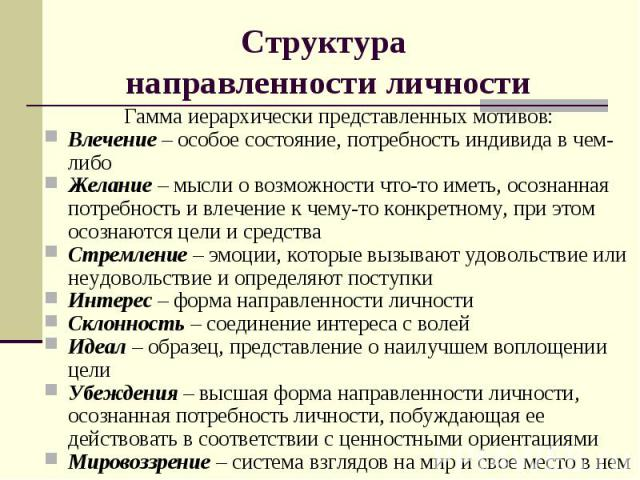 Структура
направленности личности
Гамма иерархически представленных мотивов:
Влечение – особое состояние, потребность индивида в чем-
либо
Желание – мысли о возможности что-то иметь, осознанная
потребность и влечение к чему-то конкретному, при этом
осознаются цели и средства
Стремление – эмоции, которые вызывают удовольствие или
неудовольствие и определяют поступки
Интерес – форма направленности личности
Склонность – соединение интереса с волей
Идеал – образец, представление о наилучшем воплощении
цели
Убеждения – высшая форма направленности личности,
осознанная потребность личности, побуждающая ее
действовать в соответствии с ценностными ориентациями
Мировоззрение – система взглядов на мир и свое место в нем